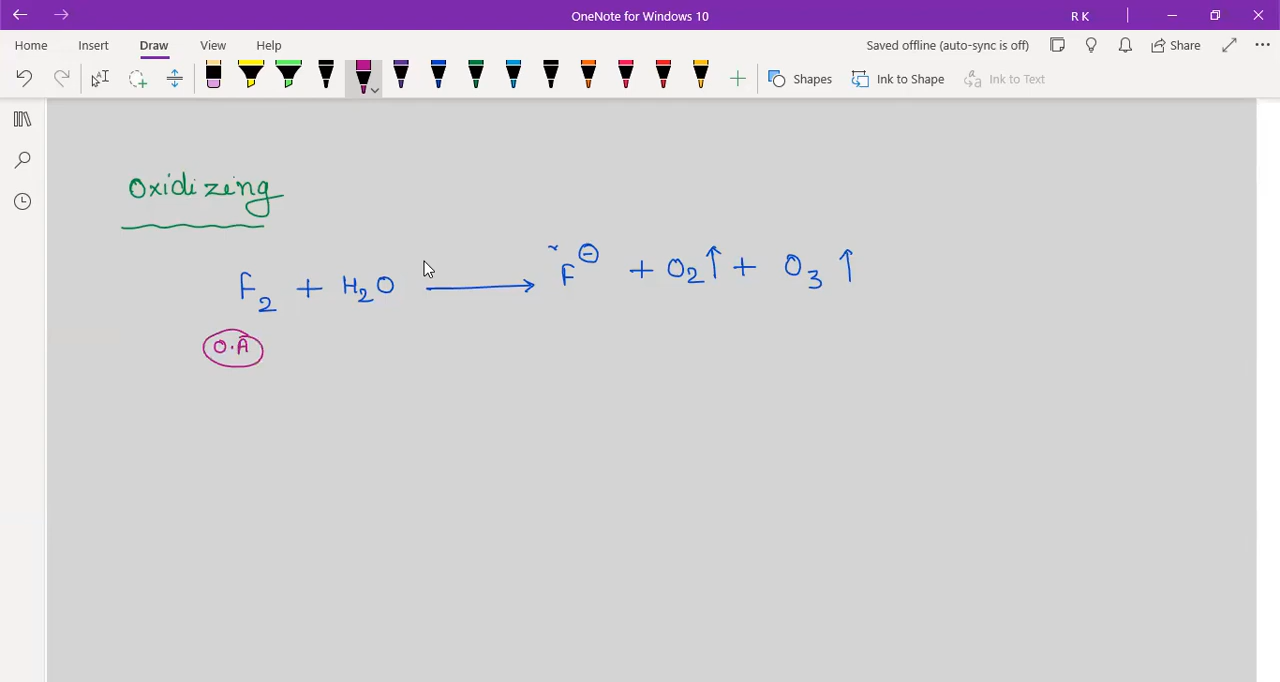 OneNote for Windows 10
R K
Home Insert Draw View Help
Saved offline (auto-sync is off)
Share
Shapes
Ink to Shape
Ink to Text
Oxidizing
F₂ + H₂O ⟶ F⊖ + O₂↑ + O₃↑
O.Ā